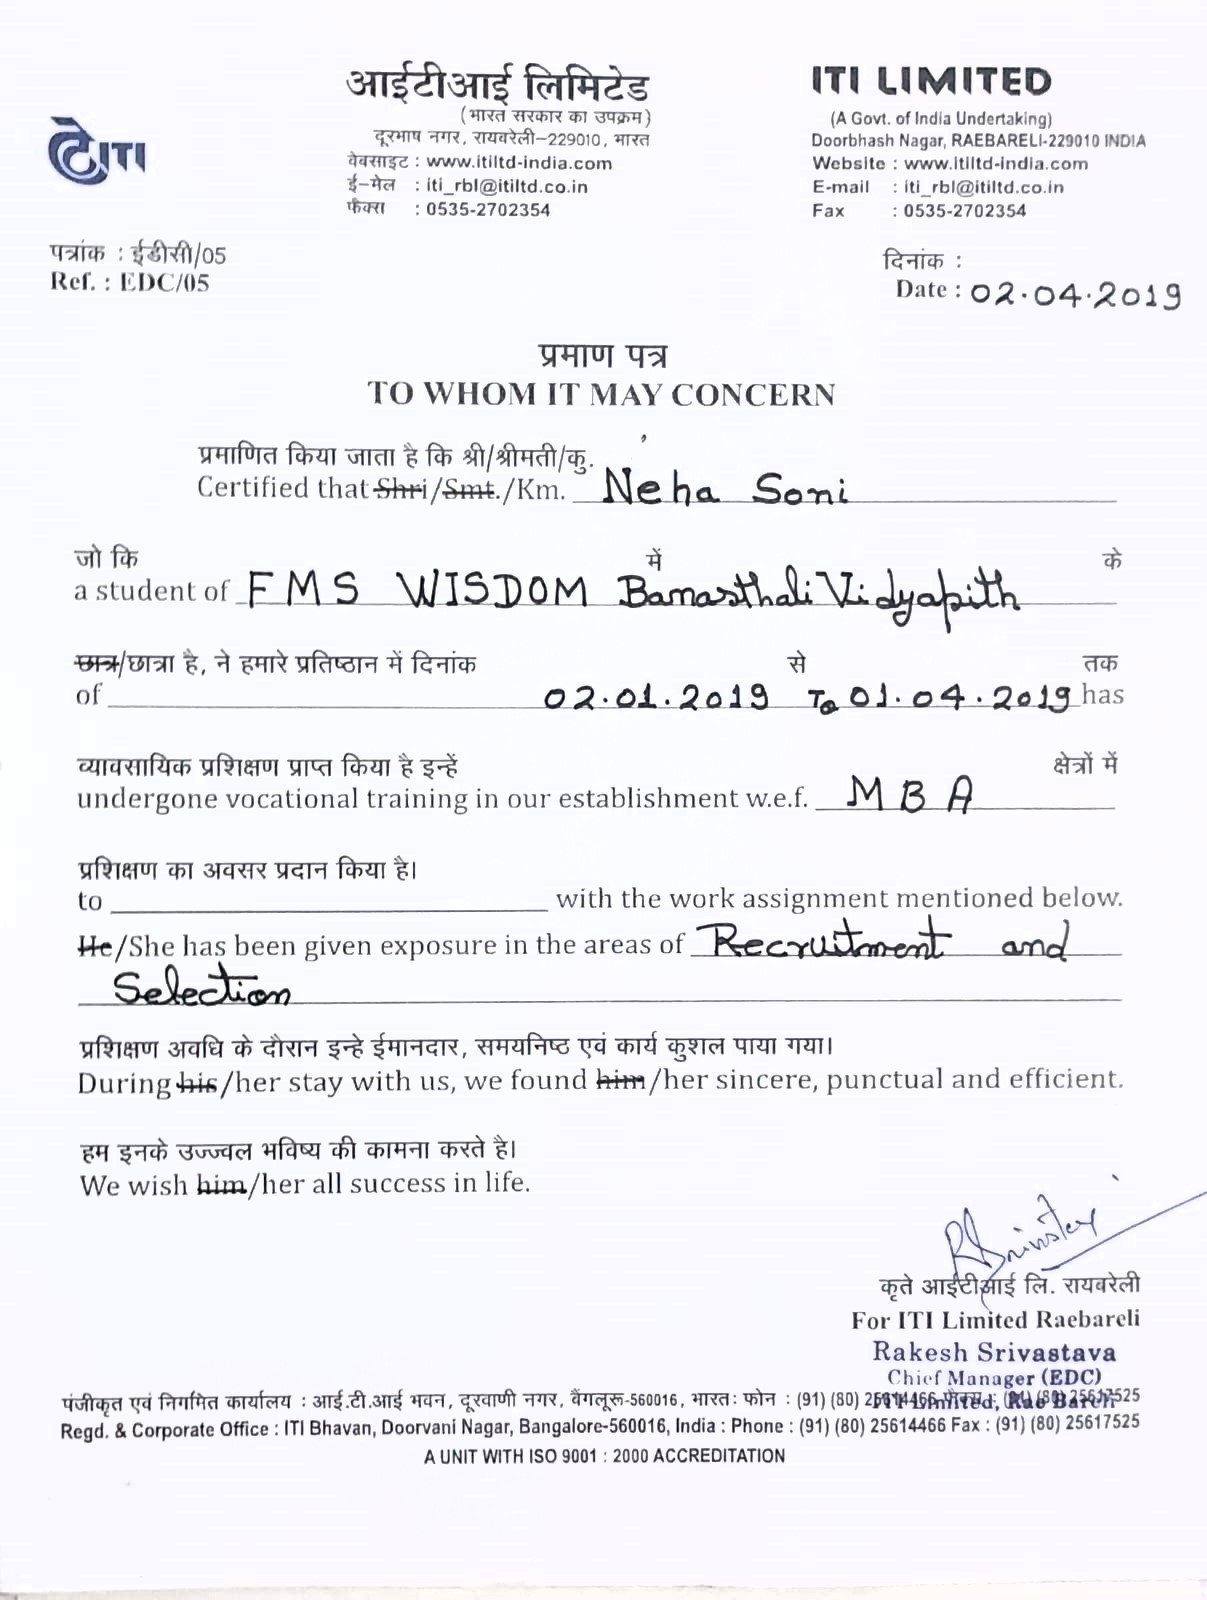 आईटीआई लिमिटेड
(भारत सरकार का उपक्रम)
दूरभाष नगर, रायबरेली–229010, भारत
वेबसाइट : www.itiltd-india.com
ई–मेल : iti_rbl@itiltd.co.in
फैक्स : 0535-2702354
ITI LIMITED
(A Govt. of India Undertaking)
Doorbhash Nagar, RAEBARELI-229010 INDIA
Website : www.itiltd-india.com
E-mail : iti_rbl@itiltd.co.in
Fax : 0535-2702354
ITI
पत्रांक : ईडीसी/05
Ref. : EDC/05
दिनांक :
Date : 02.04.2019
प्रमाण पत्र
TO WHOM IT MAY CONCERN
प्रमाणित किया जाता है कि श्री/श्रीमती/कु.
Certified that Shri/Smt./Km. Neha Soni
जो कि में के
a student of FMS WISDOM Banasthali Vidyapith
छात्र/छात्रा है, ने हमारे प्रतिष्ठान में दिनांक से तक
of 02.01.2019 To 01.04.2019 has
व्यावसायिक प्रशिक्षण प्राप्त किया है इन्हें क्षेत्रों में
undergone vocational training in our establishment w.e.f. MBA
प्रशिक्षण का अवसर प्रदान किया है।
to with the work assignment mentioned below.
He/She has been given exposure in the areas of Recruitment and
Selection
प्रशिक्षण अवधि के दौरान इन्हे ईमानदार, समयनिष्ठ एवं कार्य कुशल पाया गया।
During his/her stay with us, we found him/her sincere, punctual and efficient.
हम इनके उज्ज्वल भविष्य की कामना करते है।
We wish him/her all success in life.
कृते आईटीआई लि. रायबरेली
For ITI Limited Raebareli
Rakesh Srivastava
Chief Manager (EDC)
ITI Limited, Rae Bareli
पंजीकृत एवं निगमित कार्यालय : आई.टी.आई भवन, दूरवाणी नगर, बैंगलूरू-560016, भारतः फोन : (91) (80) 25614466 फैक्स : (91) (80) 25617525
Regd. & Corporate Office : ITI Bhavan, Doorvani Nagar, Bangalore-560016, India : Phone : (91) (80) 25614466 Fax : (91) (80) 25617525
A UNIT WITH ISO 9001 : 2000 ACCREDITATION